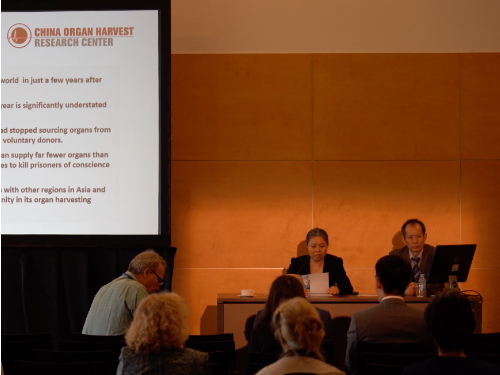 CHINA ORGAN HARVEST
RESEARCH CENTER
world in just a few years after
year is significantly understated
ad stopped sourcing organs from
voluntary donors.
an supply far fewer organs than
es to kill prisoners of conscience
with other regions in Asia and
nity in its organ harvesting